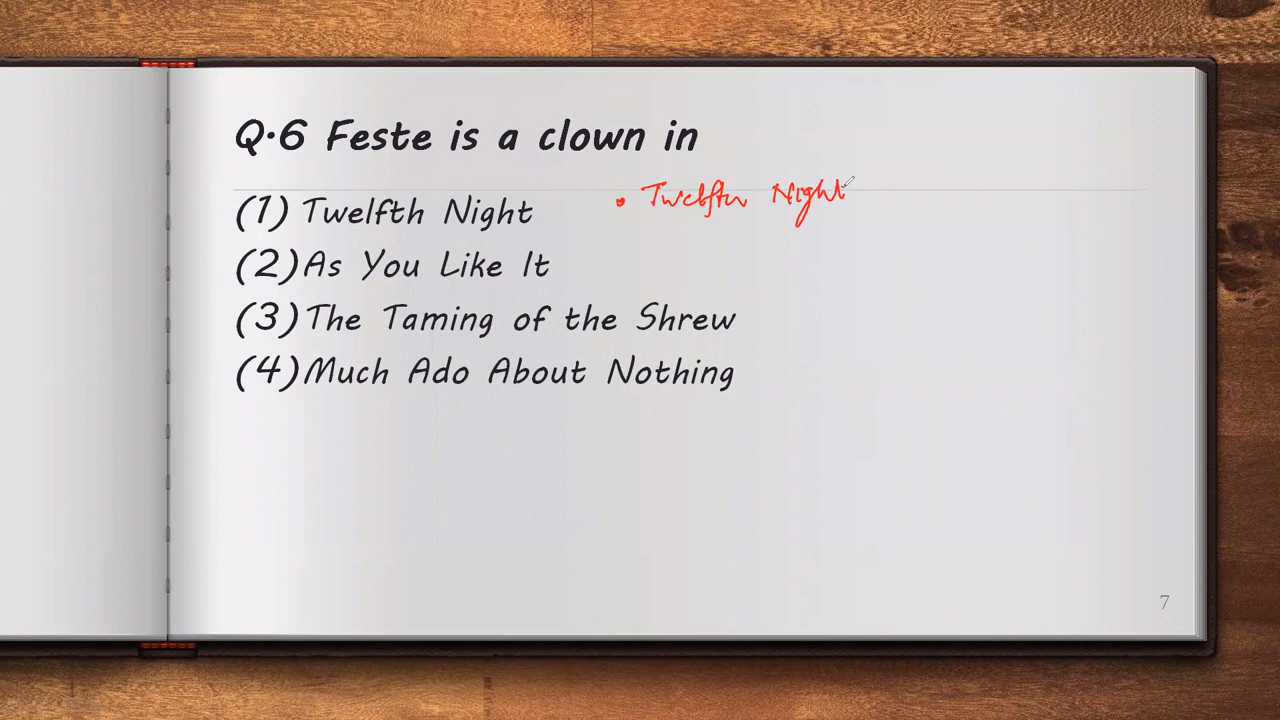 Q.6 Feste is a clown in
(1) Twelfth Night
• Twelfth Night
(2) As You Like It
(3) The Taming of the Shrew
(4) Much Ado About Nothing
7